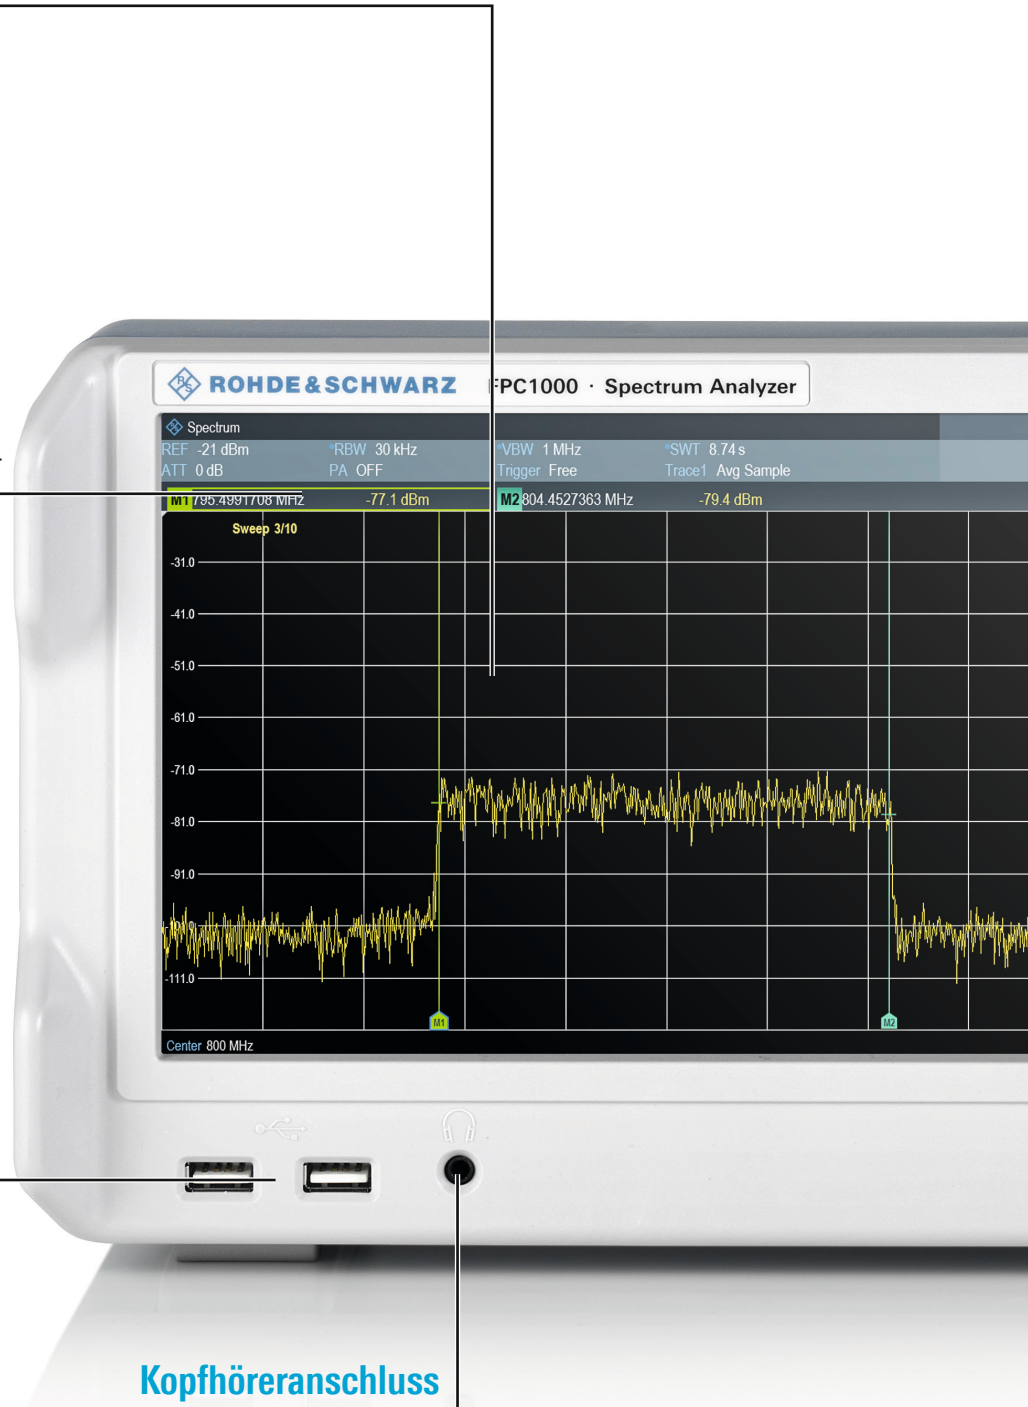 ROHDE & SCHWARZ FPC1000 · Spectrum Analyzer
Spectrum
REF -21 dBm °RBW 30 kHz °VBW 1 MHz °SWT 8.74 s
ATT 0 dB PA OFF Trigger Free Trace1 Avg Sample
M1 795.4991708 MHz -77.1 dBm M2 804.4527363 MHz -79.4 dBm
Sweep 3/10
-31.0
-41.0
-51.0
-61.0
-71.0
-81.0
-91.0
-111.0
M1 M2
Center 800 MHz
Kopfhöreranschluss